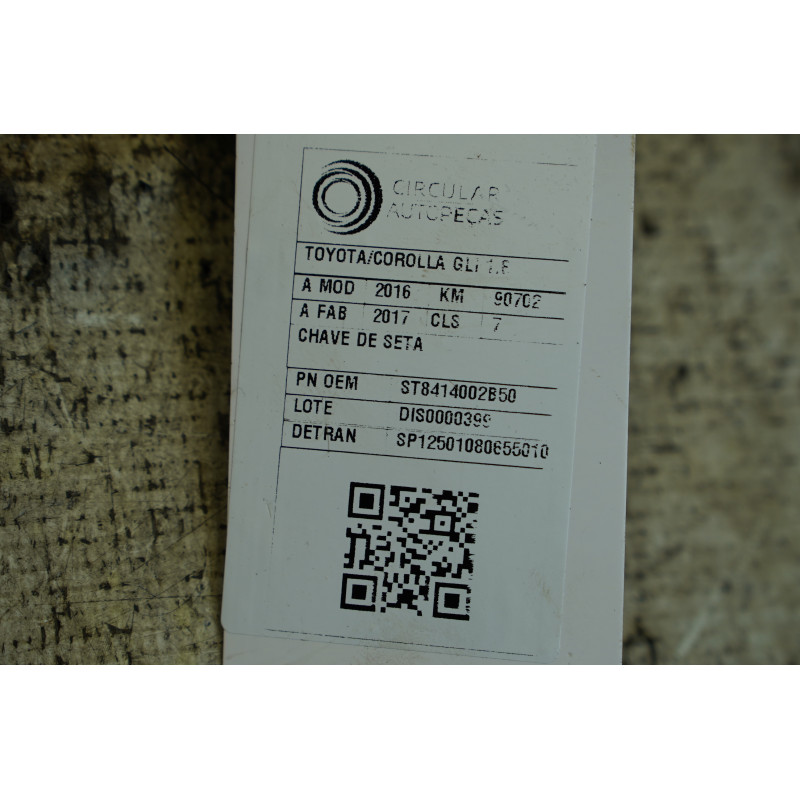 CIRCULAR
AUTOPEÇAS
TOYOTA/COROLLA GLI 1.8
A MOD 2016 KM 90702
A FAB 2017 CLS 7
CHAVE DE SETA
PN OEM ST8414002B50
LOTE DIS0000399
DETRAN SP12501080655010